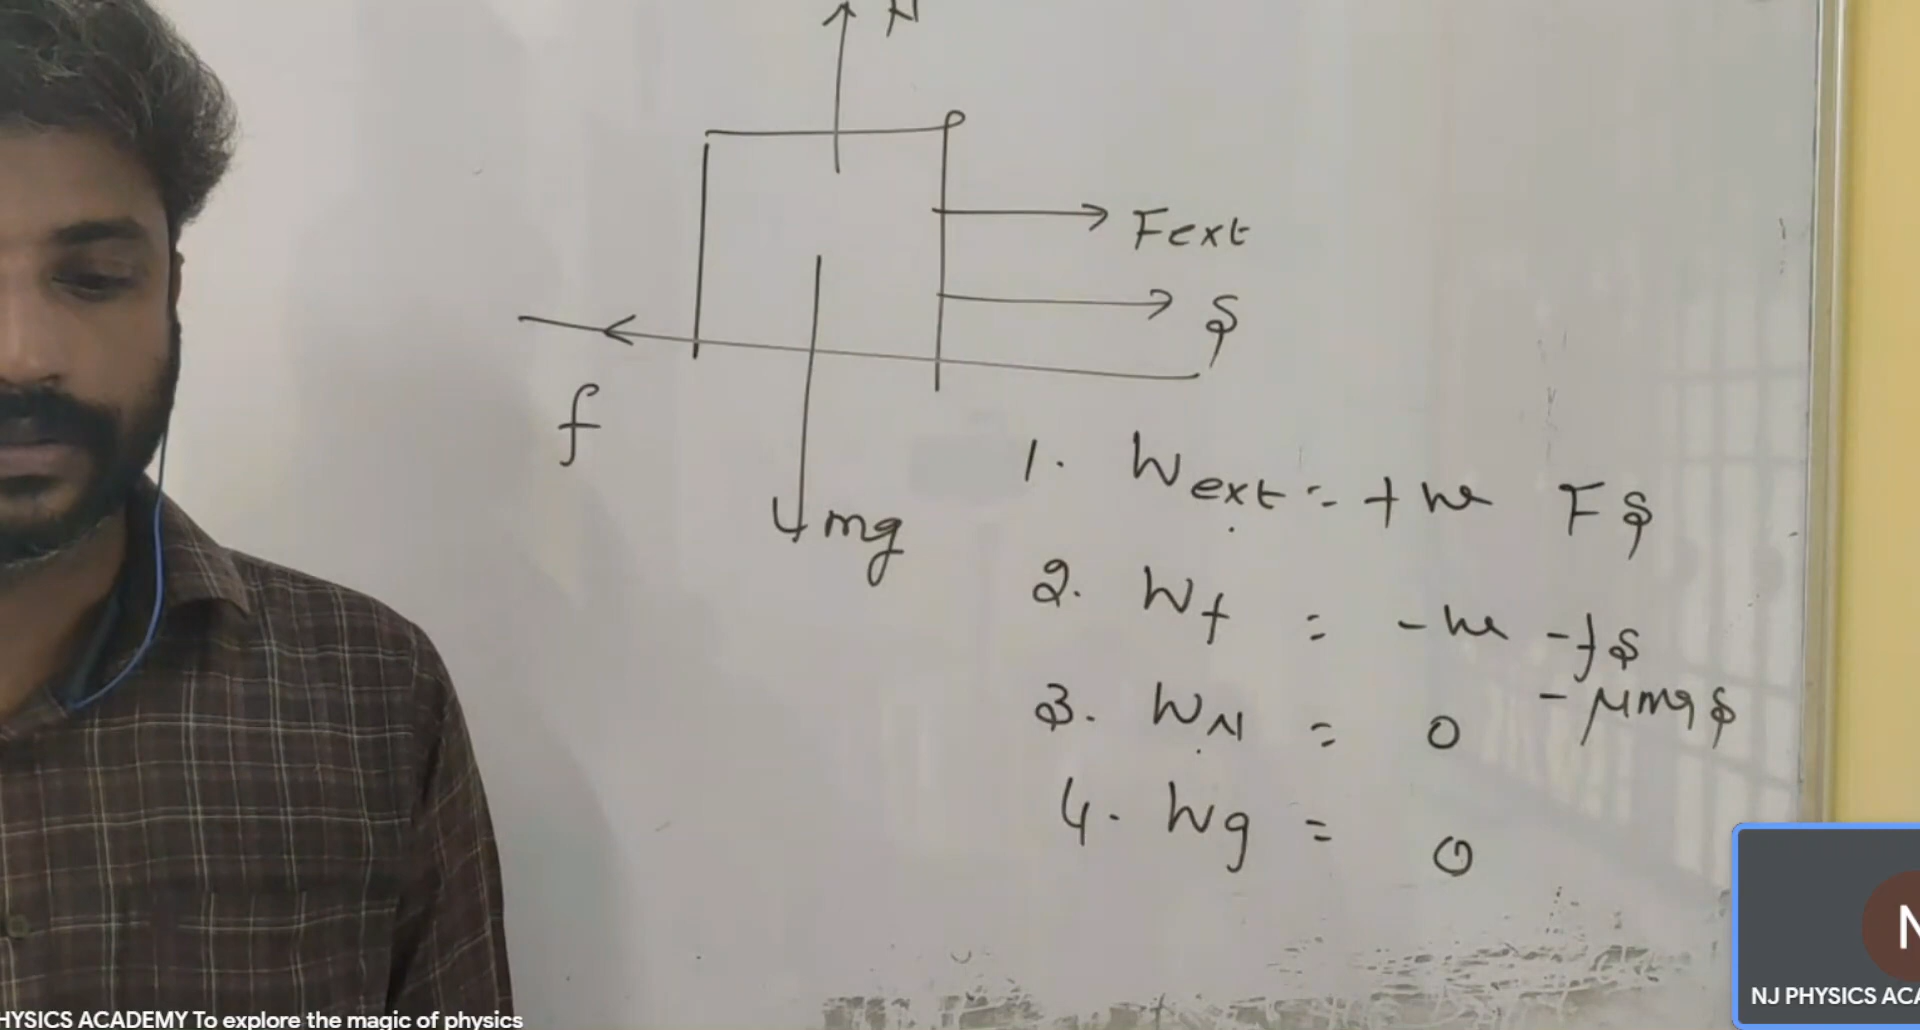 N
Fext
S
f
mg
1. Wext = +ve FS
2. Wf = -ve -fS
-μmgS
3. WN = 0
4. Wg = 0
N
NJ PHYSICS ACA
HYSICS ACADEMY To explore the magic of physics